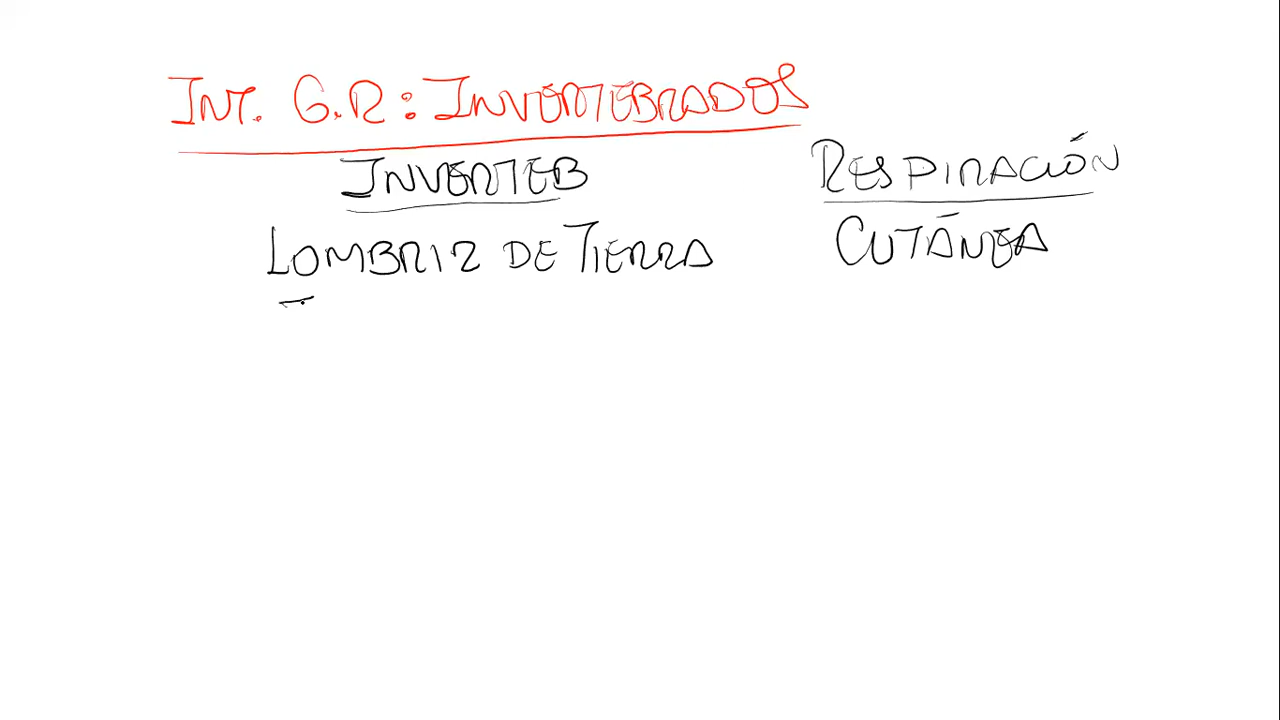 INT. G.R: INVERTEBRADOS
INVERTEB RESPIRACIÓN
LOMBRIZ DE TIERRA CUTÁNEA